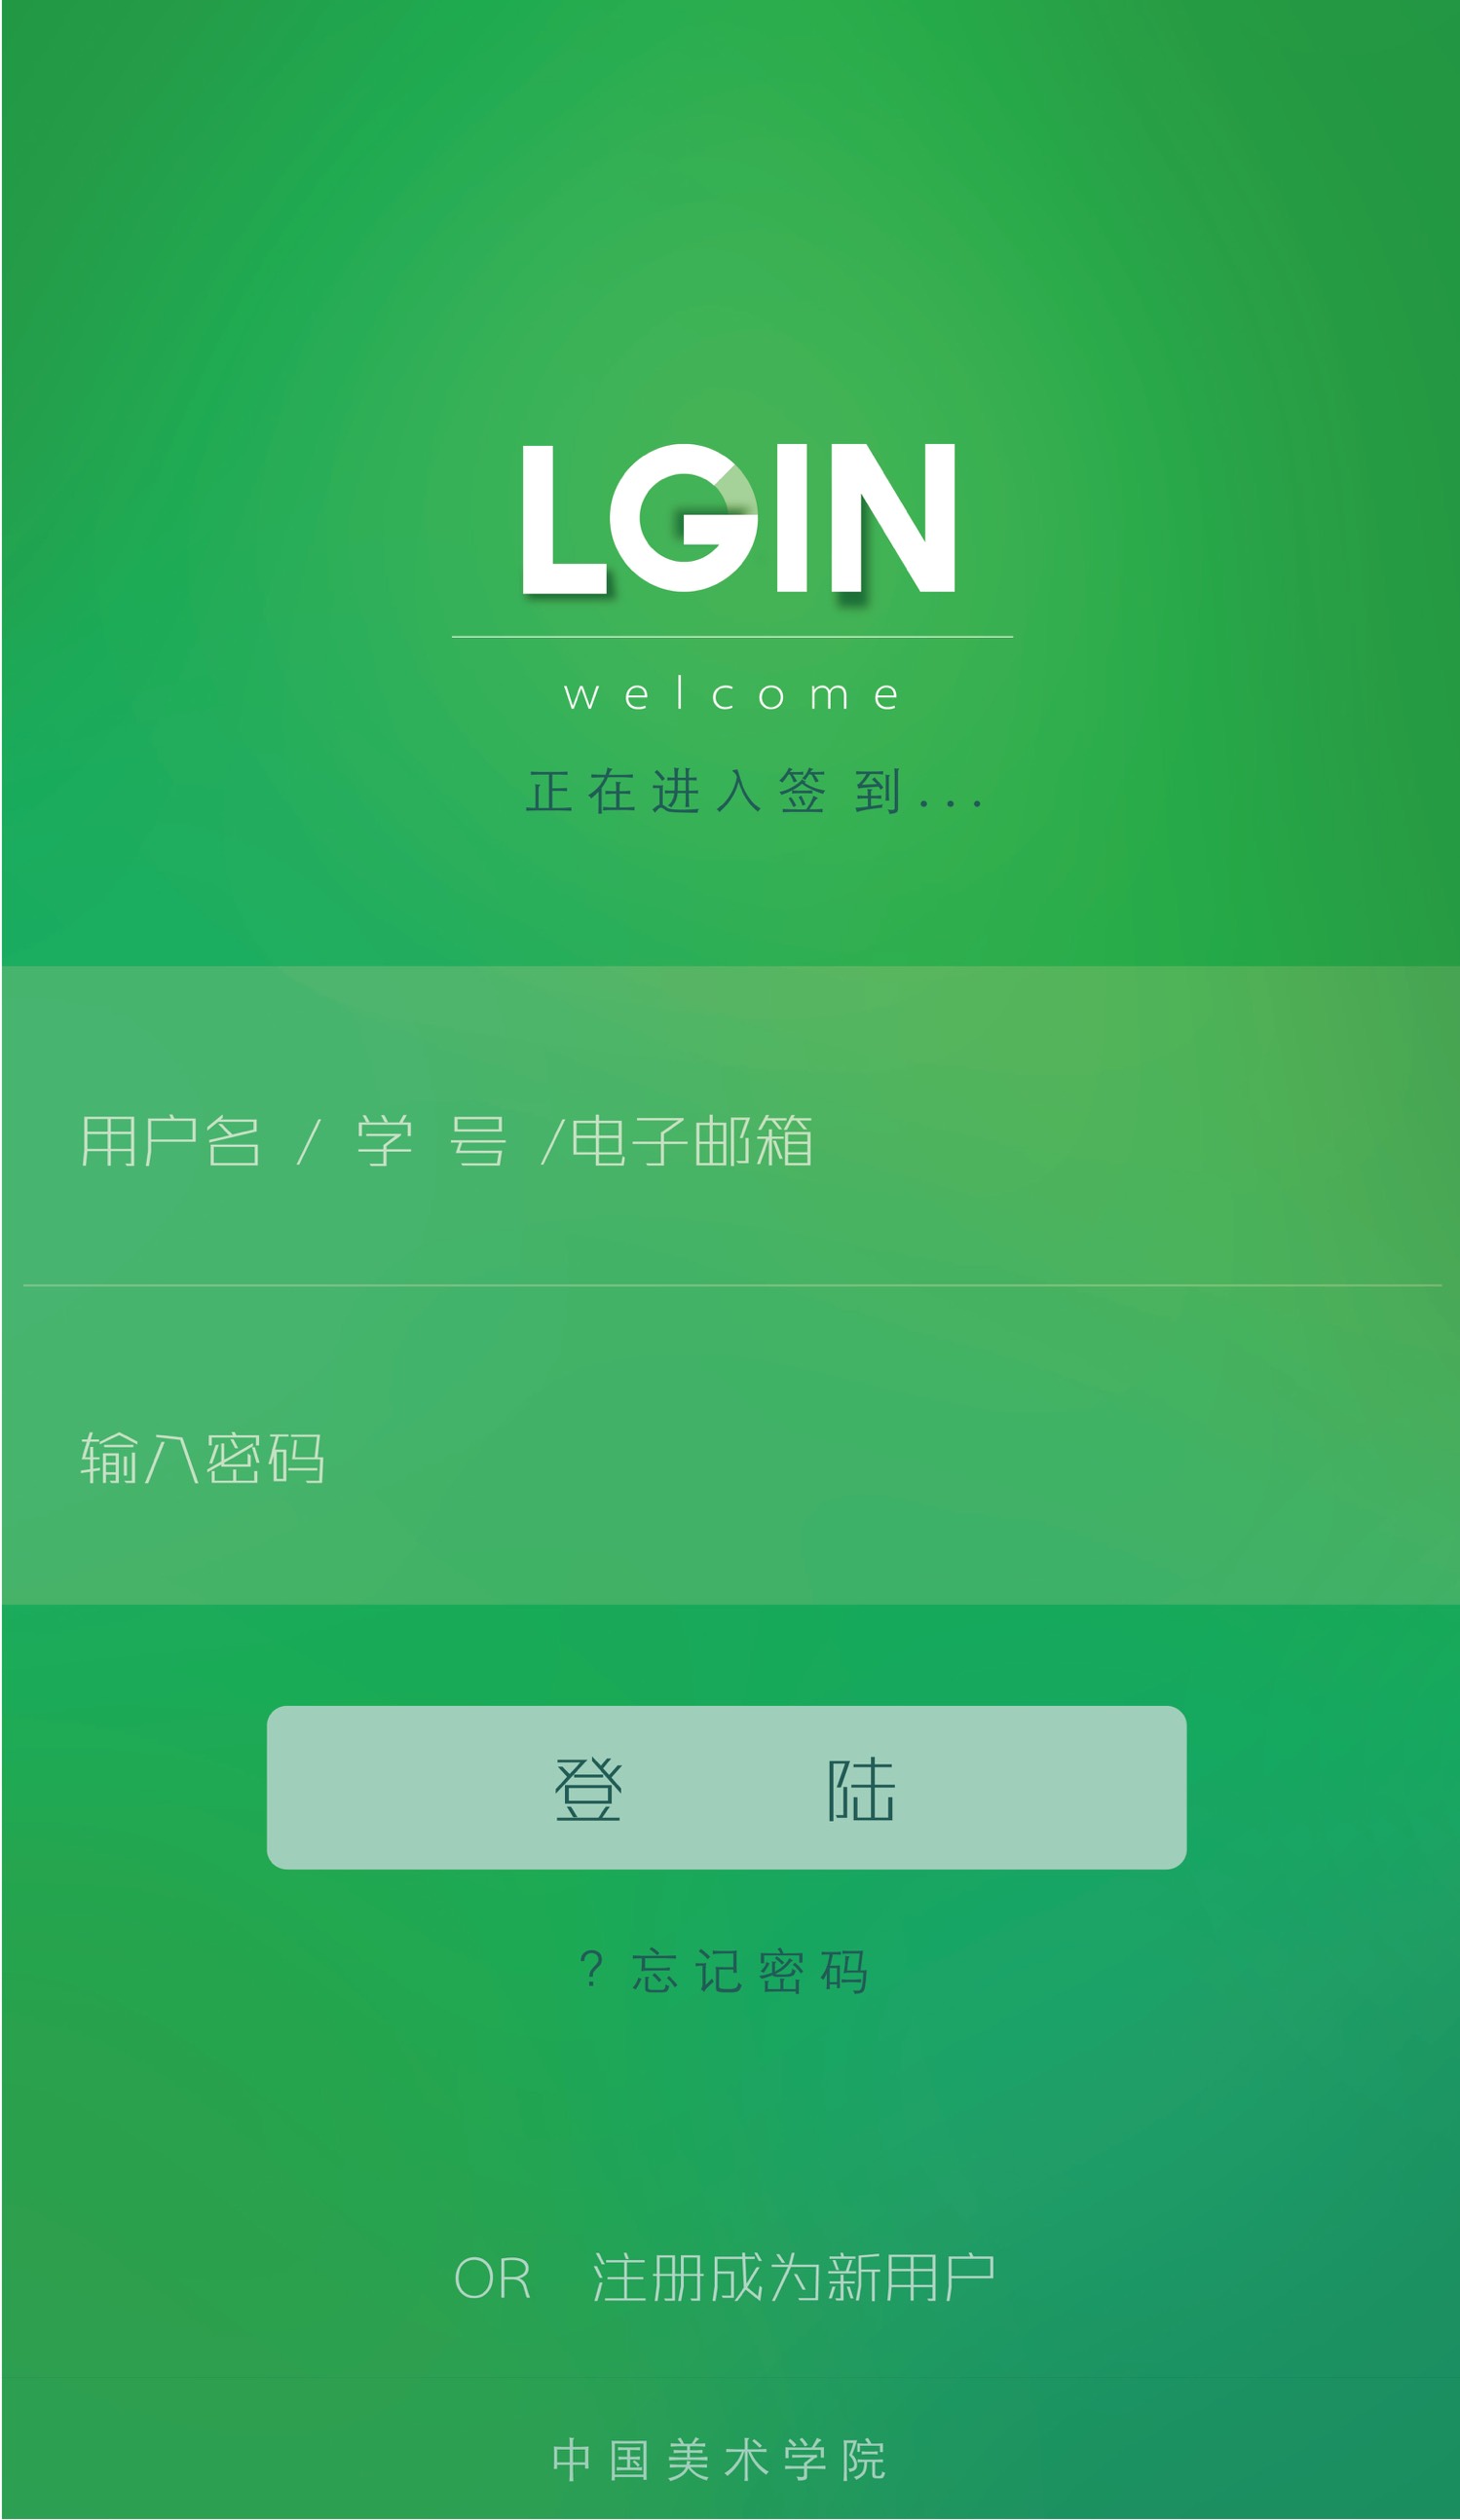 LGIN
welcome
正在进入签到...
用户名 / 学 号 /电子邮箱
输入密码
登 陆
? 忘记密码
OR 注册成为新用户
中国美术学院